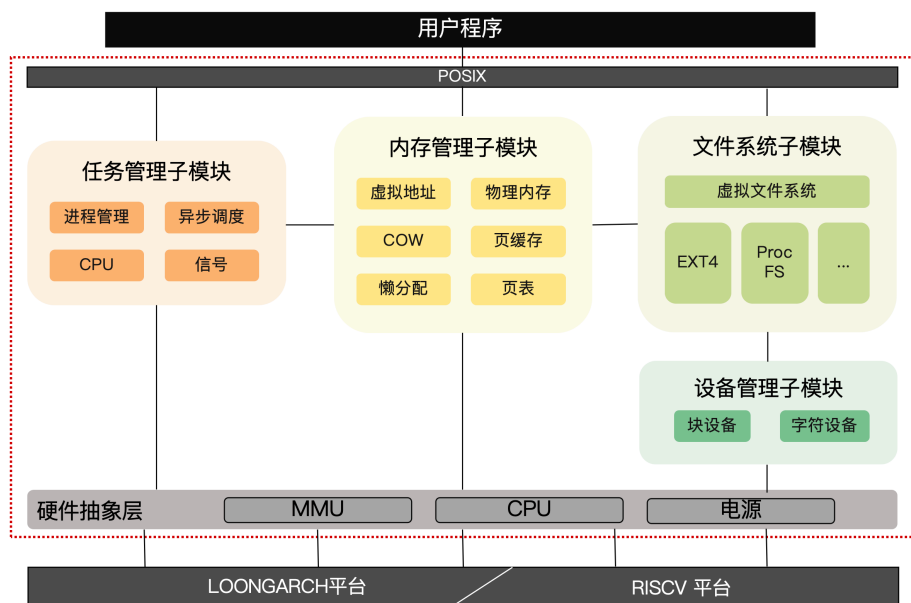 用户程序
POSIX
任务管理子模块
进程管理
异步调度
CPU
信号
内存管理子模块
虚拟地址
物理内存
COW
页缓存
懒分配
页表
文件系统子模块
虚拟文件系统
EXT4
Proc
FS
...
设备管理子模块
块设备
字符设备
硬件抽象层
MMU
CPU
电源
LOONGARCH平台
RISCV 平台